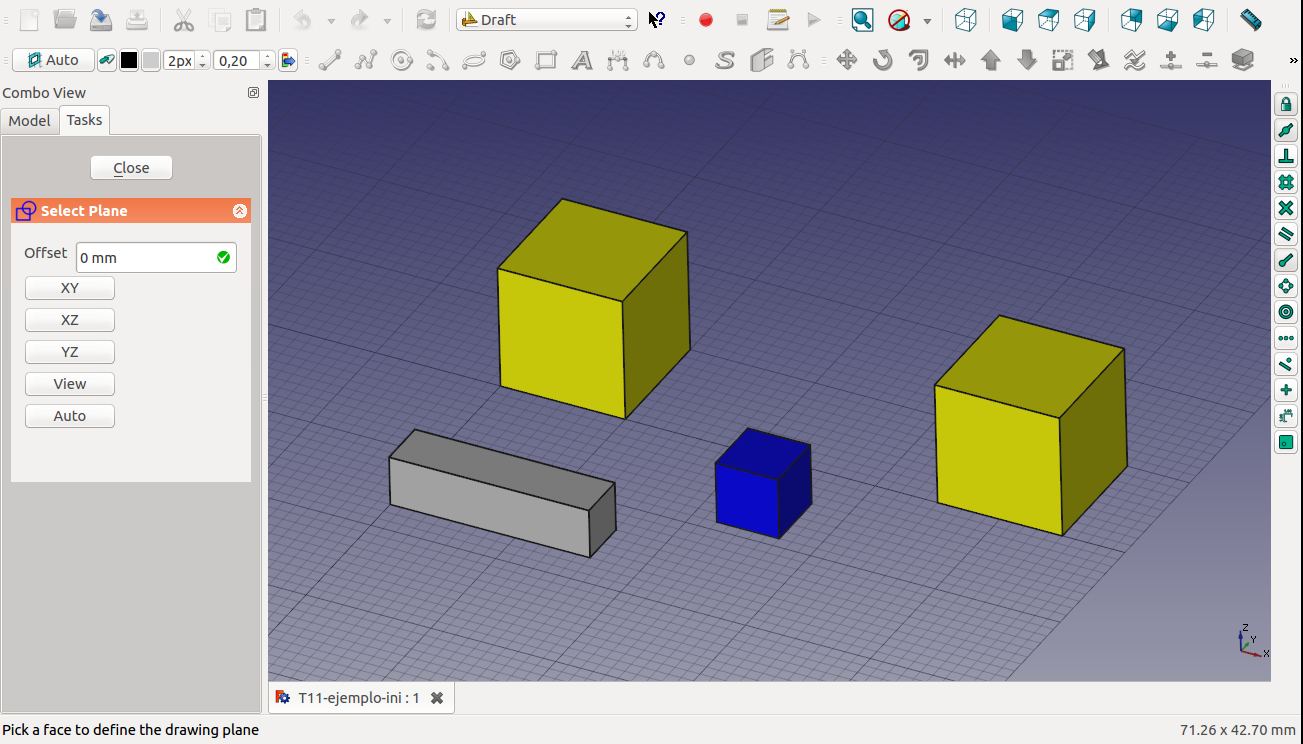 Draft
Auto
2px
0,20
»
Combo View
Model
Tasks
Close
Select Plane
Offset
0 mm
XY
XZ
YZ
View
Auto
Z
Y
X
T11-ejemplo-ini : 1
Pick a face to define the drawing plane
71.26 x 42.70 mm